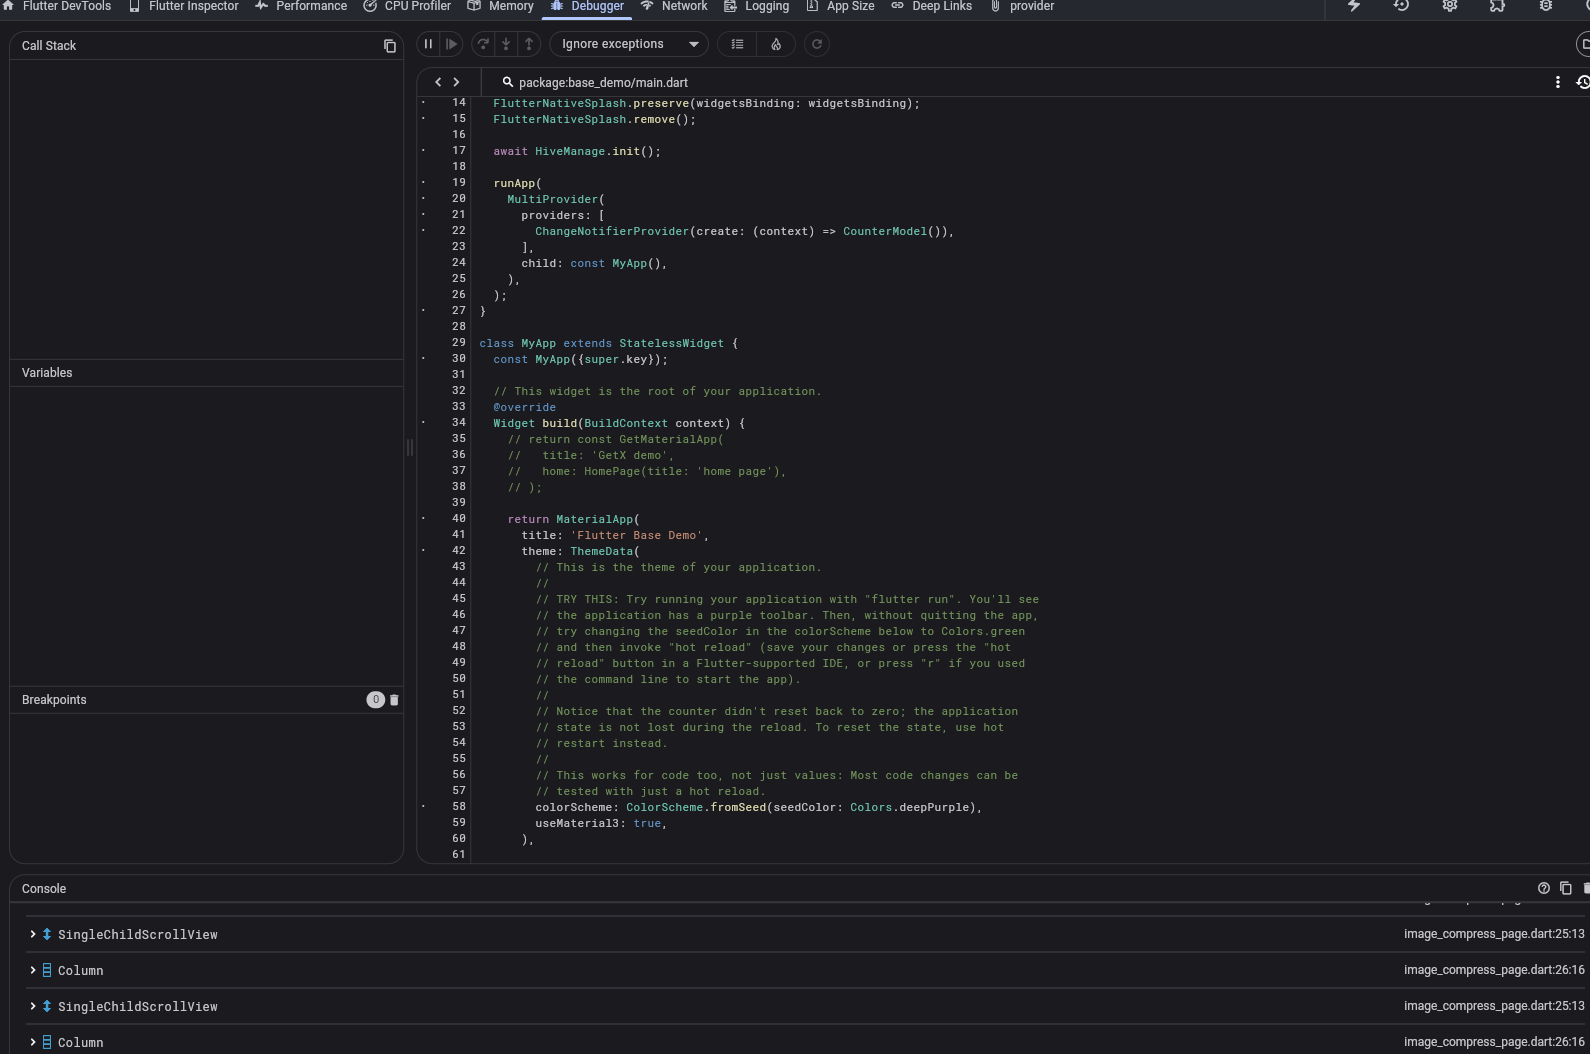 Flutter DevTools Flutter Inspector Performance CPU Profiler Memory Debugger Network Logging App Size Deep Links provider
Call Stack
Variables
Breakpoints 0
Ignore exceptions
package:base_demo/main.dart
14 FlutterNativeSplash.preserve(widgetsBinding: widgetsBinding);
15 FlutterNativeSplash.remove();
16
17 await HiveManage.init();
18
19 runApp(
20 MultiProvider(
21 providers: [
22 ChangeNotifierProvider(create: (context) => CounterModel()),
23 ],
24 child: const MyApp(),
25 ),
26 );
27 }
28
29 class MyApp extends StatelessWidget {
30 const MyApp({super.key});
31
32 // This widget is the root of your application.
33 @override
34 Widget build(BuildContext context) {
35 // return const GetMaterialApp(
36 // title: 'GetX demo',
37 // home: HomePage(title: 'home page'),
38 // );
39
40 return MaterialApp(
41 title: 'Flutter Base Demo',
42 theme: ThemeData(
43 // This is the theme of your application.
44 //
45 // TRY THIS: Try running your application with "flutter run". You'll see
46 // the application has a purple toolbar. Then, without quitting the app,
47 // try changing the seedColor in the colorScheme below to Colors.green
48 // and then invoke "hot reload" (save your changes or press the "hot
49 // reload" button in a Flutter-supported IDE, or press "r" if you used
50 // the command line to start the app).
51 //
52 // Notice that the counter didn't reset back to zero; the application
53 // state is not lost during the reload. To reset the state, use hot
54 // restart instead.
55 //
56 // This works for code too, not just values: Most code changes can be
57 // tested with just a hot reload.
58 colorScheme: ColorScheme.fromSeed(seedColor: Colors.deepPurple),
59 useMaterial3: true,
60 ),
61
Console
SingleChildScrollView image_compress_page.dart:25:13
Column image_compress_page.dart:26:16
SingleChildScrollView image_compress_page.dart:25:13
Column image_compress_page.dart:26:16